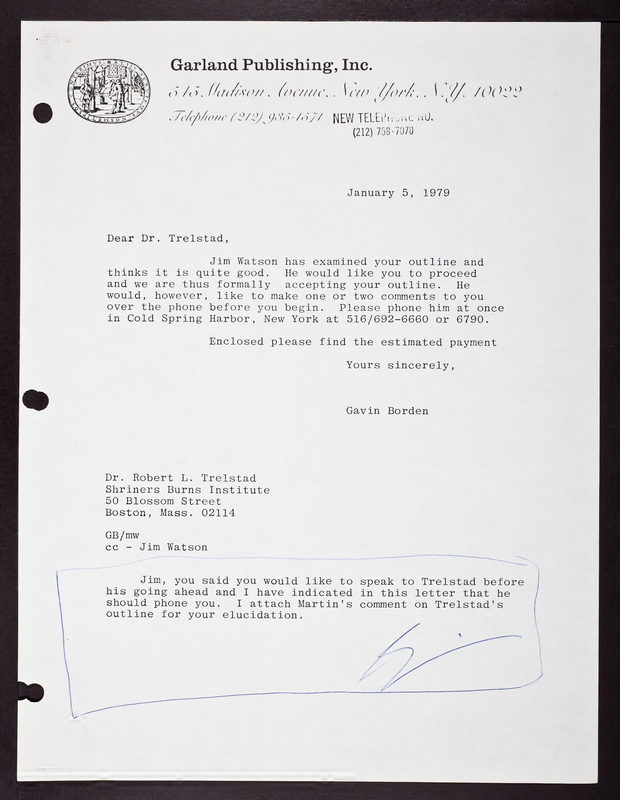 Garland Publishing, Inc.
545 Madison Avenue, New York, N.Y. 10022
Telephone (212) 935-4571 NEW TELEPHONE NO.
(212) 758-7070
January 5, 1979
Dear Dr. Trelstad,
Jim Watson has examined your outline and
thinks it is quite good. He would like you to proceed
and we are thus formally accepting your outline. He
would, however, like to make one or two comments to you
over the phone before you begin. Please phone him at once
in Cold Spring Harbor, New York at 516/692-6660 or 6790.
Enclosed please find the estimated payment
Yours sincerely,
Gavin Borden
Dr. Robert L. Trelstad
Shriners Burns Institute
50 Blossom Street
Boston, Mass. 02114
GB/mw
cc - Jim Watson
Jim, you said you would like to speak to Trelstad before
his going ahead and I have indicated in this letter that he
should phone you. I attach Martin's comment on Trelstad's
outline for your elucidation.